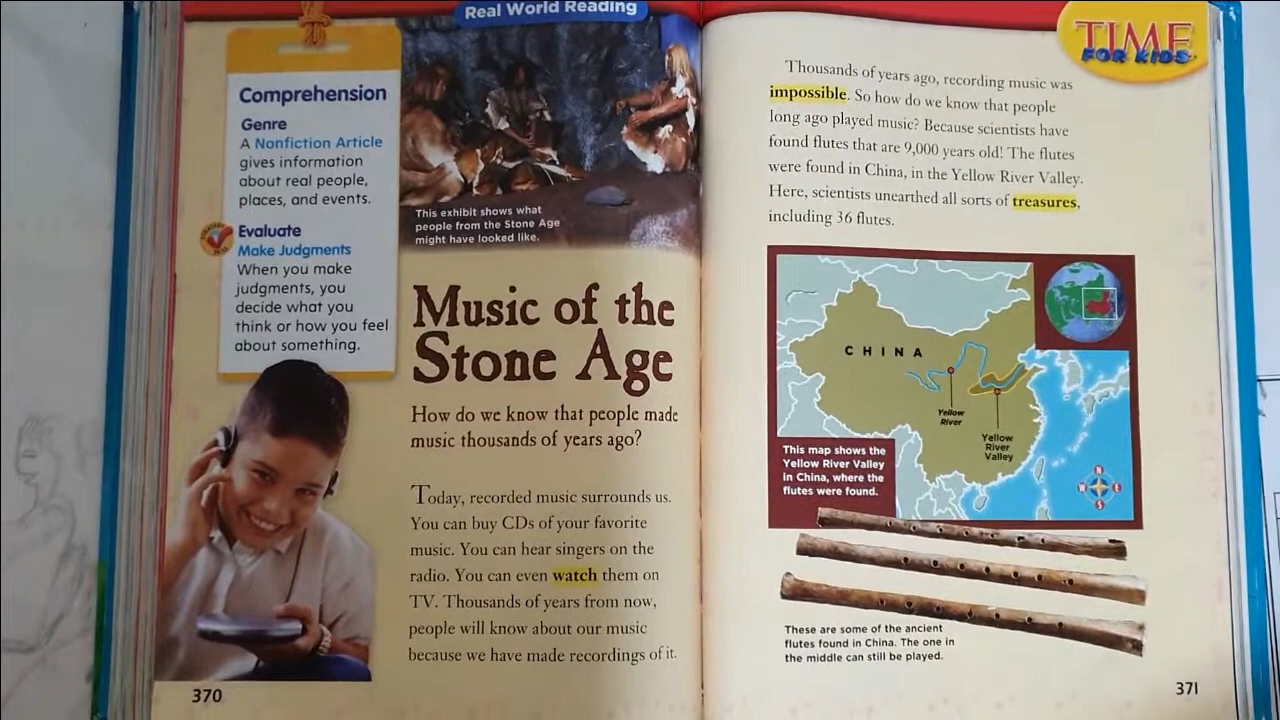 Real World Reading
Comprehension
Genre
A Nonfiction Article
gives information
about real people,
places, and events.
Evaluate
Make Judgments
When you make
judgments, you
decide what you
think or how you feel
about something.
This exhibit shows what
people from the Stone Age
might have looked like.
Music of the
Stone Age
How do we know that people made
music thousands of years ago?
Today, recorded music surrounds us.
You can buy CDs of your favorite
music. You can hear singers on the
radio. You can even watch them on
TV. Thousands of years from now,
people will know about our music
because we have made recordings of it.
370
TIME
FOR KIDS
Thousands of years ago, recording music was
impossible. So how do we know that people
long ago played music? Because scientists have
found flutes that are 9,000 years old! The flutes
were found in China, in the Yellow River Valley.
Here, scientists unearthed all sorts of treasures,
including 36 flutes.
CHINA
Yellow
River
Yellow
River
Valley
This map shows the
Yellow River Valley
in China, where the
flutes were found.
N
W E
S
These are some of the ancient
flutes found in China. The one in
the middle can still be played.
371